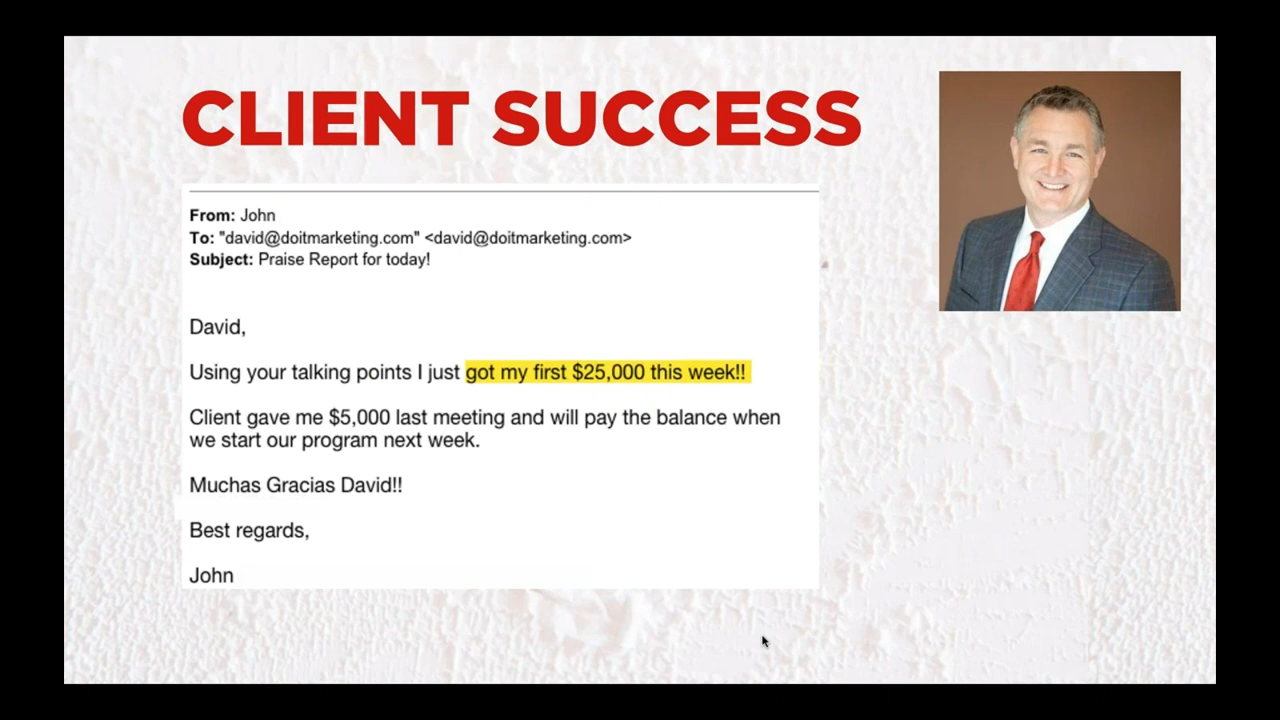 CLIENT SUCCESS
From: John
To: "david@doitmarketing.com" <david@doitmarketing.com>
Subject: Praise Report for today!
David,
Using your talking points I just got my first $25,000 this week!!
Client gave me $5,000 last meeting and will pay the balance when
we start our program next week.
Muchas Gracias David!!
Best regards,
John